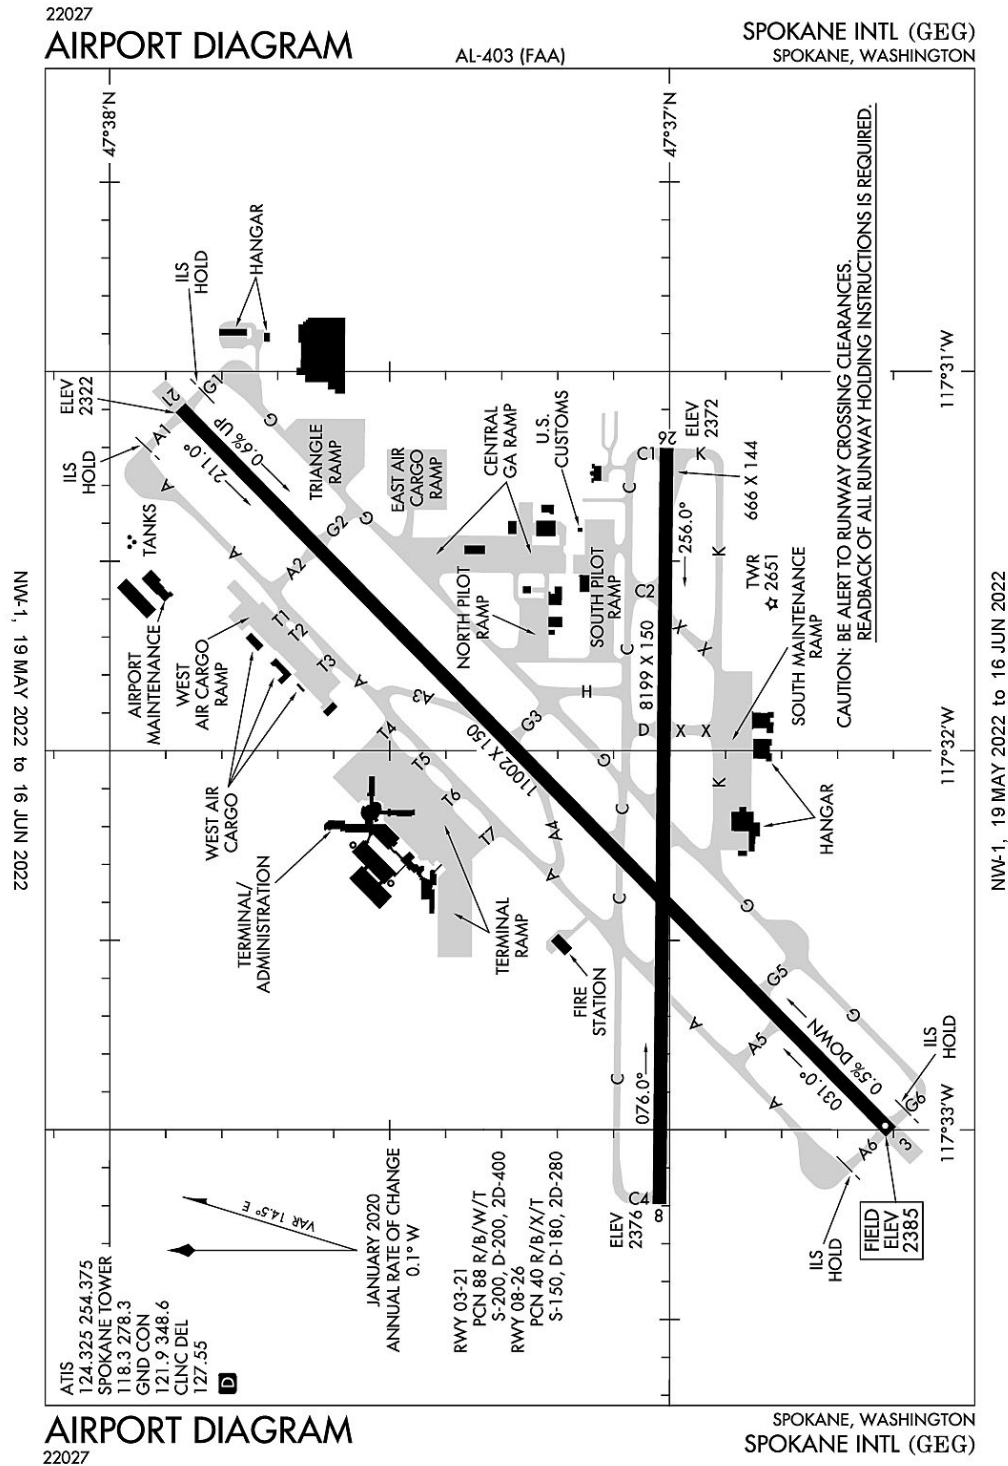 22027
AIRPORT DIAGRAM
AL-403 (FAA)
SPOKANE INTL (GEG)
SPOKANE, WASHINGTON
47°38'N
47°37'N
ILS
HOLD
HANGAR
ELEV
2322
21
G1
A1
ILS
HOLD
A
G
0.6% UP
211.0°
TRIANGLE
RAMP
EAST AIR
CARGO
RAMP
CENTRAL
GA RAMP
U.S.
CUSTOMS
C1
26
ELEV
2372
K
C
666 X 144
256.0°
117°31'W
CAUTION: BE ALERT TO RUNWAY CROSSING CLEARANCES.
READBACK OF ALL RUNWAY HOLDING INSTRUCTIONS IS REQUIRED.
TANKS
A
G2
G
A2
K
TWR
2651
AIRPORT
MAINTENANCE
WEST
AIR CARGO
RAMP
T1
T2
T3
A
A3
NORTH PILOT
RAMP
SOUTH PILOT
RAMP
C2
C
8199 X 150
X
X
SOUTH MAINTENANCE
RAMP
H
G3
D
X
X
117°32'W
WEST AIR
CARGO
T4
T5
T6
T7
11002 X 150
G
K
C
A4
HANGAR
TERMINAL/
ADMINISTRATION
TERMINAL
RAMP
A
C
G
FIRE
STATION
G5
A
A5
G
076.0°
C
031.0°
0.5% DOWN
ILS
HOLD
A
G6
A6
3
117°33'W
ILS
HOLD
FIELD
ELEV
2385
C4
8
ELEV
2376
VAR 14.5° E
JANUARY 2020
ANNUAL RATE OF CHANGE
0.1° W
RWY 03-21
PCN 88 R/B/W/T
S-200, D-200, 2D-400
RWY 08-26
PCN 40 R/B/X/T
S-150, D-180, 2D-280
ATIS
124.325 254.375
SPOKANE TOWER
118.3 278.3
GND CON
121.9 348.6
CLNC DEL
127.55
D
NW-1, 19 MAY 2022 to 16 JUN 2022
NW-1, 19 MAY 2022 to 16 JUN 2022
AIRPORT DIAGRAM
22027
SPOKANE, WASHINGTON
SPOKANE INTL (GEG)